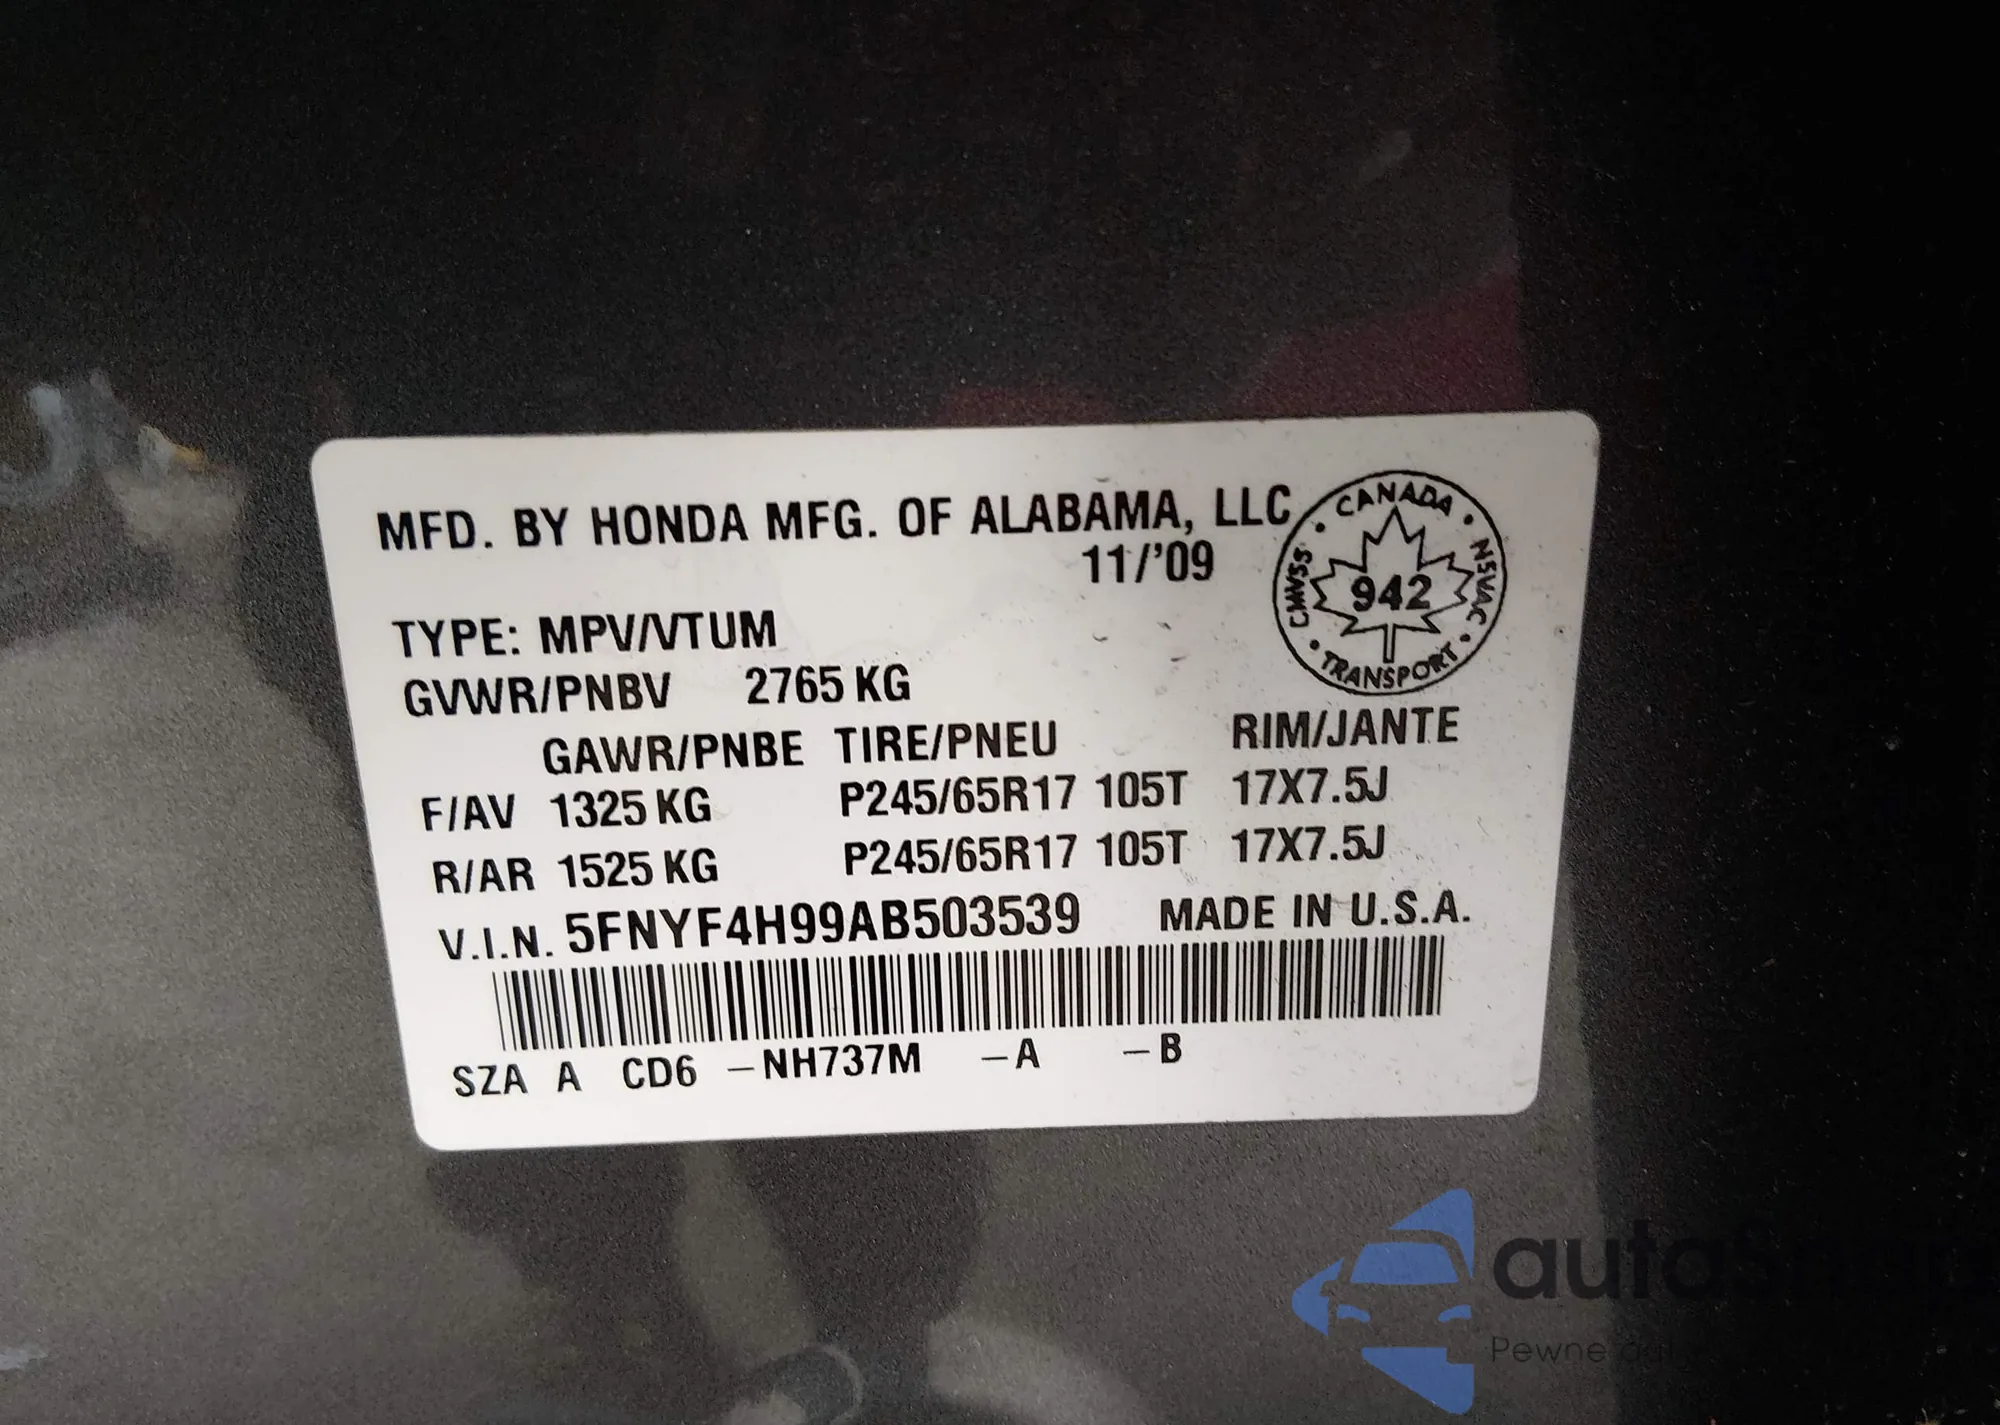 MFD. BY HONDA MFG. OF ALABAMA, LLC
11/'09
CANADA
CMVSS
942
NSVAC
TRANSPORT
TYPE: MPV/VTUM
GVWR/PNBV 2765 KG
GAWR/PNBE TIRE/PNEU RIM/JANTE
F/AV 1325 KG P245/65R17 105T 17X7.5J
R/AR 1525 KG P245/65R17 105T 17X7.5J
V.I.N. 5FNYF4H99AB503539 MADE IN U.S.A.
SZA A CD6 –NH737M –A –B
Pewne